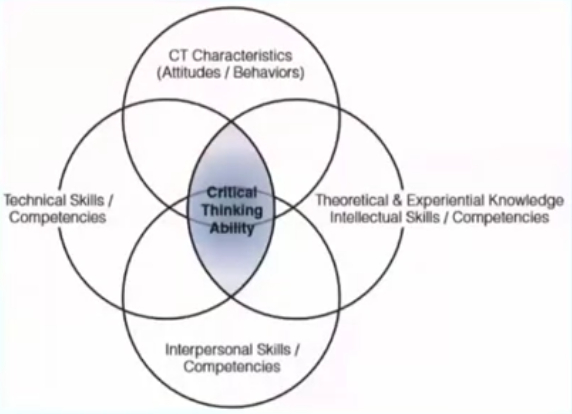 CT Characteristics
(Attitudes / Behaviors)
Technical Skills /
Competencies
Critical
Thinking
Ability
Theoretical & Experiential Knowledge
Intellectual Skills / Competencies
Interpersonal Skills /
Competencies